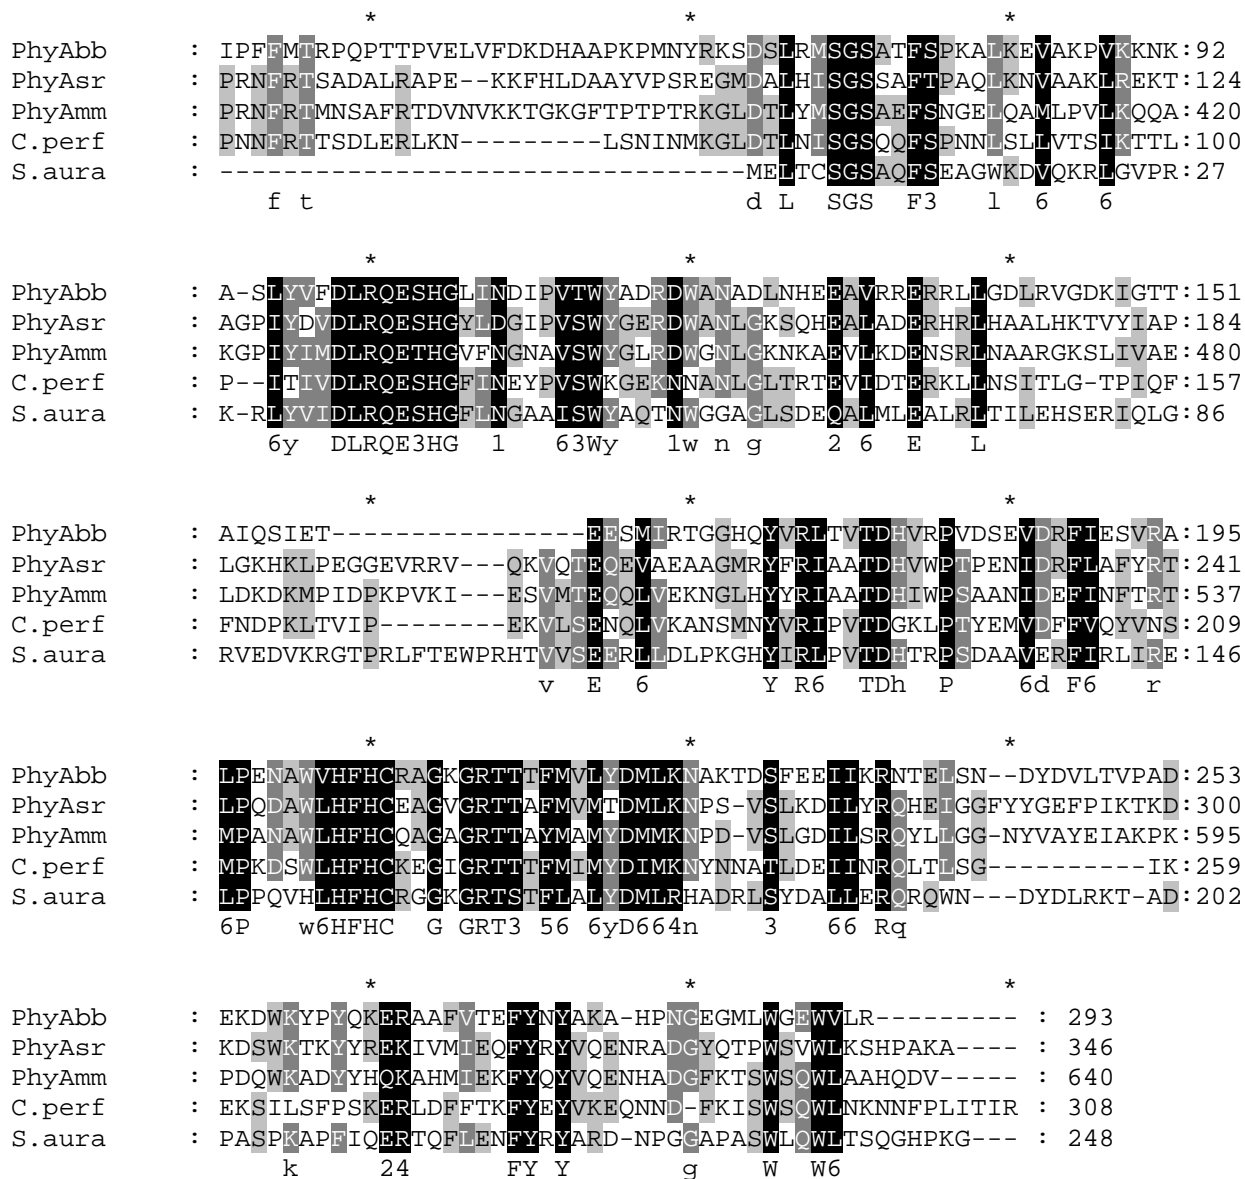 * * *
PhyAbb : IPFFMTRPQPTTPVELVFDKDHAAPKPMNYRKSDSLRMSGSATFSPKALKEVAKPVKKNK:92
PhyAsr : PRNFRTSADALRAPE--KKFHLDAAYVPSREGMDALHISGSSAFTPAQLKNVAAKLREKT:124
PhyAmm : PRNFRTMNSAFRTDVNVKKTGKGFTPTPTRKGLDTLYMSGSAEFSNGELQAMLPVLKQQA:420
C.perf : PNNFRTTSDLERLKN---------LSNINMKGLDTLNISGSQQFSPNNLSLLVTSIKTTL:100
S.aura : ---------------------------------MELTCSGSAQFSEAGWKDVQKRLGVPR:27
f t d L SGS F3 l 6 6
* * *
PhyAbb : A-SLYVFDLRQESHGLINDIPVTWYADRDWANADLNHEEAVRRERRLLGDLRVGDKIGTT:151
PhyAsr : AGPIYDVDLRQESHGYLDGIPVSWYGERDWANLGKSQHEALADERHRLHAALHKTVYIAP:184
PhyAmm : KGPIYIMDLRQETHGVFNGNAVSWYGLRDWGNLGKNKAEVLKDENSRLNAARGKSLIVAE:480
C.perf : P--ITIVDLRQESHGFINEYPVSWKGEKNNANLGLTRTEVIDTERKLLNSITLG-TPIQF:157
S.aura : K-RLYVIDLRQESHGFLNGAAISWYAQTNWGGAGLSDEQALMLEALRLTILEHSERIQLG:86
6y DLRQE3HG 1 63Wy 1w n g 2 6 E L
* * *
PhyAbb : AIQSIET----------------EESMIRTGGHQYVRLTVTDHVRPVDSEVDRFIESVRA:195
PhyAsr : LGKHKLPEGGEVRRV---QKVQTEQEVAEAAGMRYFRIAATDHVWPTPENIDRFLAFYRT:241
PhyAmm : LDKDKMPIDPKPVKI---ESVMTEQQLVEKNGLHYYRIAATDHIWPSAANIDEFINFTRT:537
C.perf : FNDPKLTVIP--------EKVLSENQLVKANSMNYVRIPVTDGKLPTYEMVDFFVQYVNS:209
S.aura : RVEDVKRGTPRLFTEWPRHTVVSEERLLDLPKGHYIRLPVTDHTRPSDAAVERFIRLIRE:146
v E 6 Y R6 TDh P 6d F6 r
* * *
PhyAbb : LPENAWVHFHCRAGKGRTTTFMVLYDMLKNAKTDSFEEIIKRNTELSN--DYDVLTVPAD:253
PhyAsr : LPQDAWLHFHCEAGVGRTTAFMVMTDMLKNPS-VSLKDILYRQHEIGGFYYGEFPIKTKD:300
PhyAmm : MPANAWLHFHCQAGAGRTTAYMAMYDMMKNPD-VSLGDILSRQYLLGG-NYVAYEIAKPK:595
C.perf : MPKDSWLHFHCKEGIGRTTTFMIMYDIMKNYNNATLDEIINRQLTLSG----------IK:259
S.aura : LPPQVHLHFHCRGGKGRTSTFLALYDMLRHADRLSYDALLERQRQWN--DYDLRKT-AD:202
6P w6HFHC G GRT3 56 6yD664n 3 66 Rq
* * *
PhyAbb : EKDWKYPYQKERAAFVTEFYNYAKA-HPNGEGMLWGEWVLR--------- : 293
PhyAsr : KDSWKTKYYREKIVMIEQFYRYVQENRADGYQTPWSVWLKSHPAKA---- : 346
PhyAmm : PDQWKADYYHQKAHMIEKFYQYVQENHADGFKTSWSQWLAAHQDV----- : 640
C.perf : EKSILSFPSKERLDFFTKFYEYVKEQNND-FKISWSQWLNKNNFPLITIR : 308
S.aura : PASPKAPFIQERTQFLENFYRYARD-NPGGAPASWLQWLTSQGHPKG--- : 248
k 24 FY Y g W W6